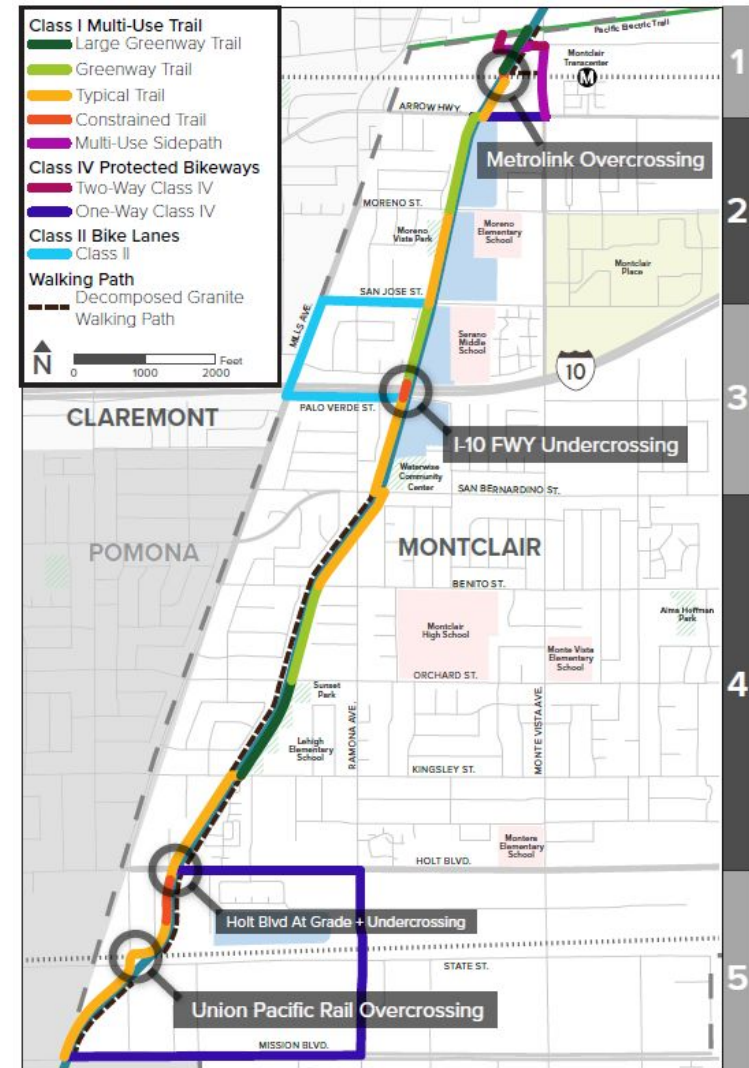 Class I Multi-Use Trail
Large Greenway Trail
Greenway Trail
Typical Trail
Constrained Trail
Multi-Use Sidepath
Class IV Protected Bikeways
Two-Way Class IV
One-Way Class IV
Class II Bike Lanes
Class II
Walking Path
Decomposed Granite
Walking Path
N
0 1000 2000 Feet
Pacific Electric Trail
Montclair
Transcenter
M
1
ARROW HWY
Metrolink Overcrossing
2
MORENO ST.
Moreno
Vista Park
Moreno
Elementary
School
Montclair
Place
SAN JOSE ST.
MILLS AVE.
Serano
Middle
School
10
3
PALO VERDE ST.
CLAREMONT
I-10 FWY Undercrossing
Waterwise
Community
Center
SAN BERNARDINO ST.
POMONA
MONTCLAIR
BENITO ST.
Alma Hoffman
Park
Montclair
High School
Monte Vista
Elementary
School
ORCHARD ST.
4
Sunset
Park
RAMONA AVE.
MONTE VISTA AVE.
Lehigh
Elementary
School
KINGSLEY ST.
Montera
Elementary
School
HOLT BLVD.
Holt Blvd At Grade + Undercrossing
STATE ST.
5
Union Pacific Rail Overcrossing
MISSION BLVD.